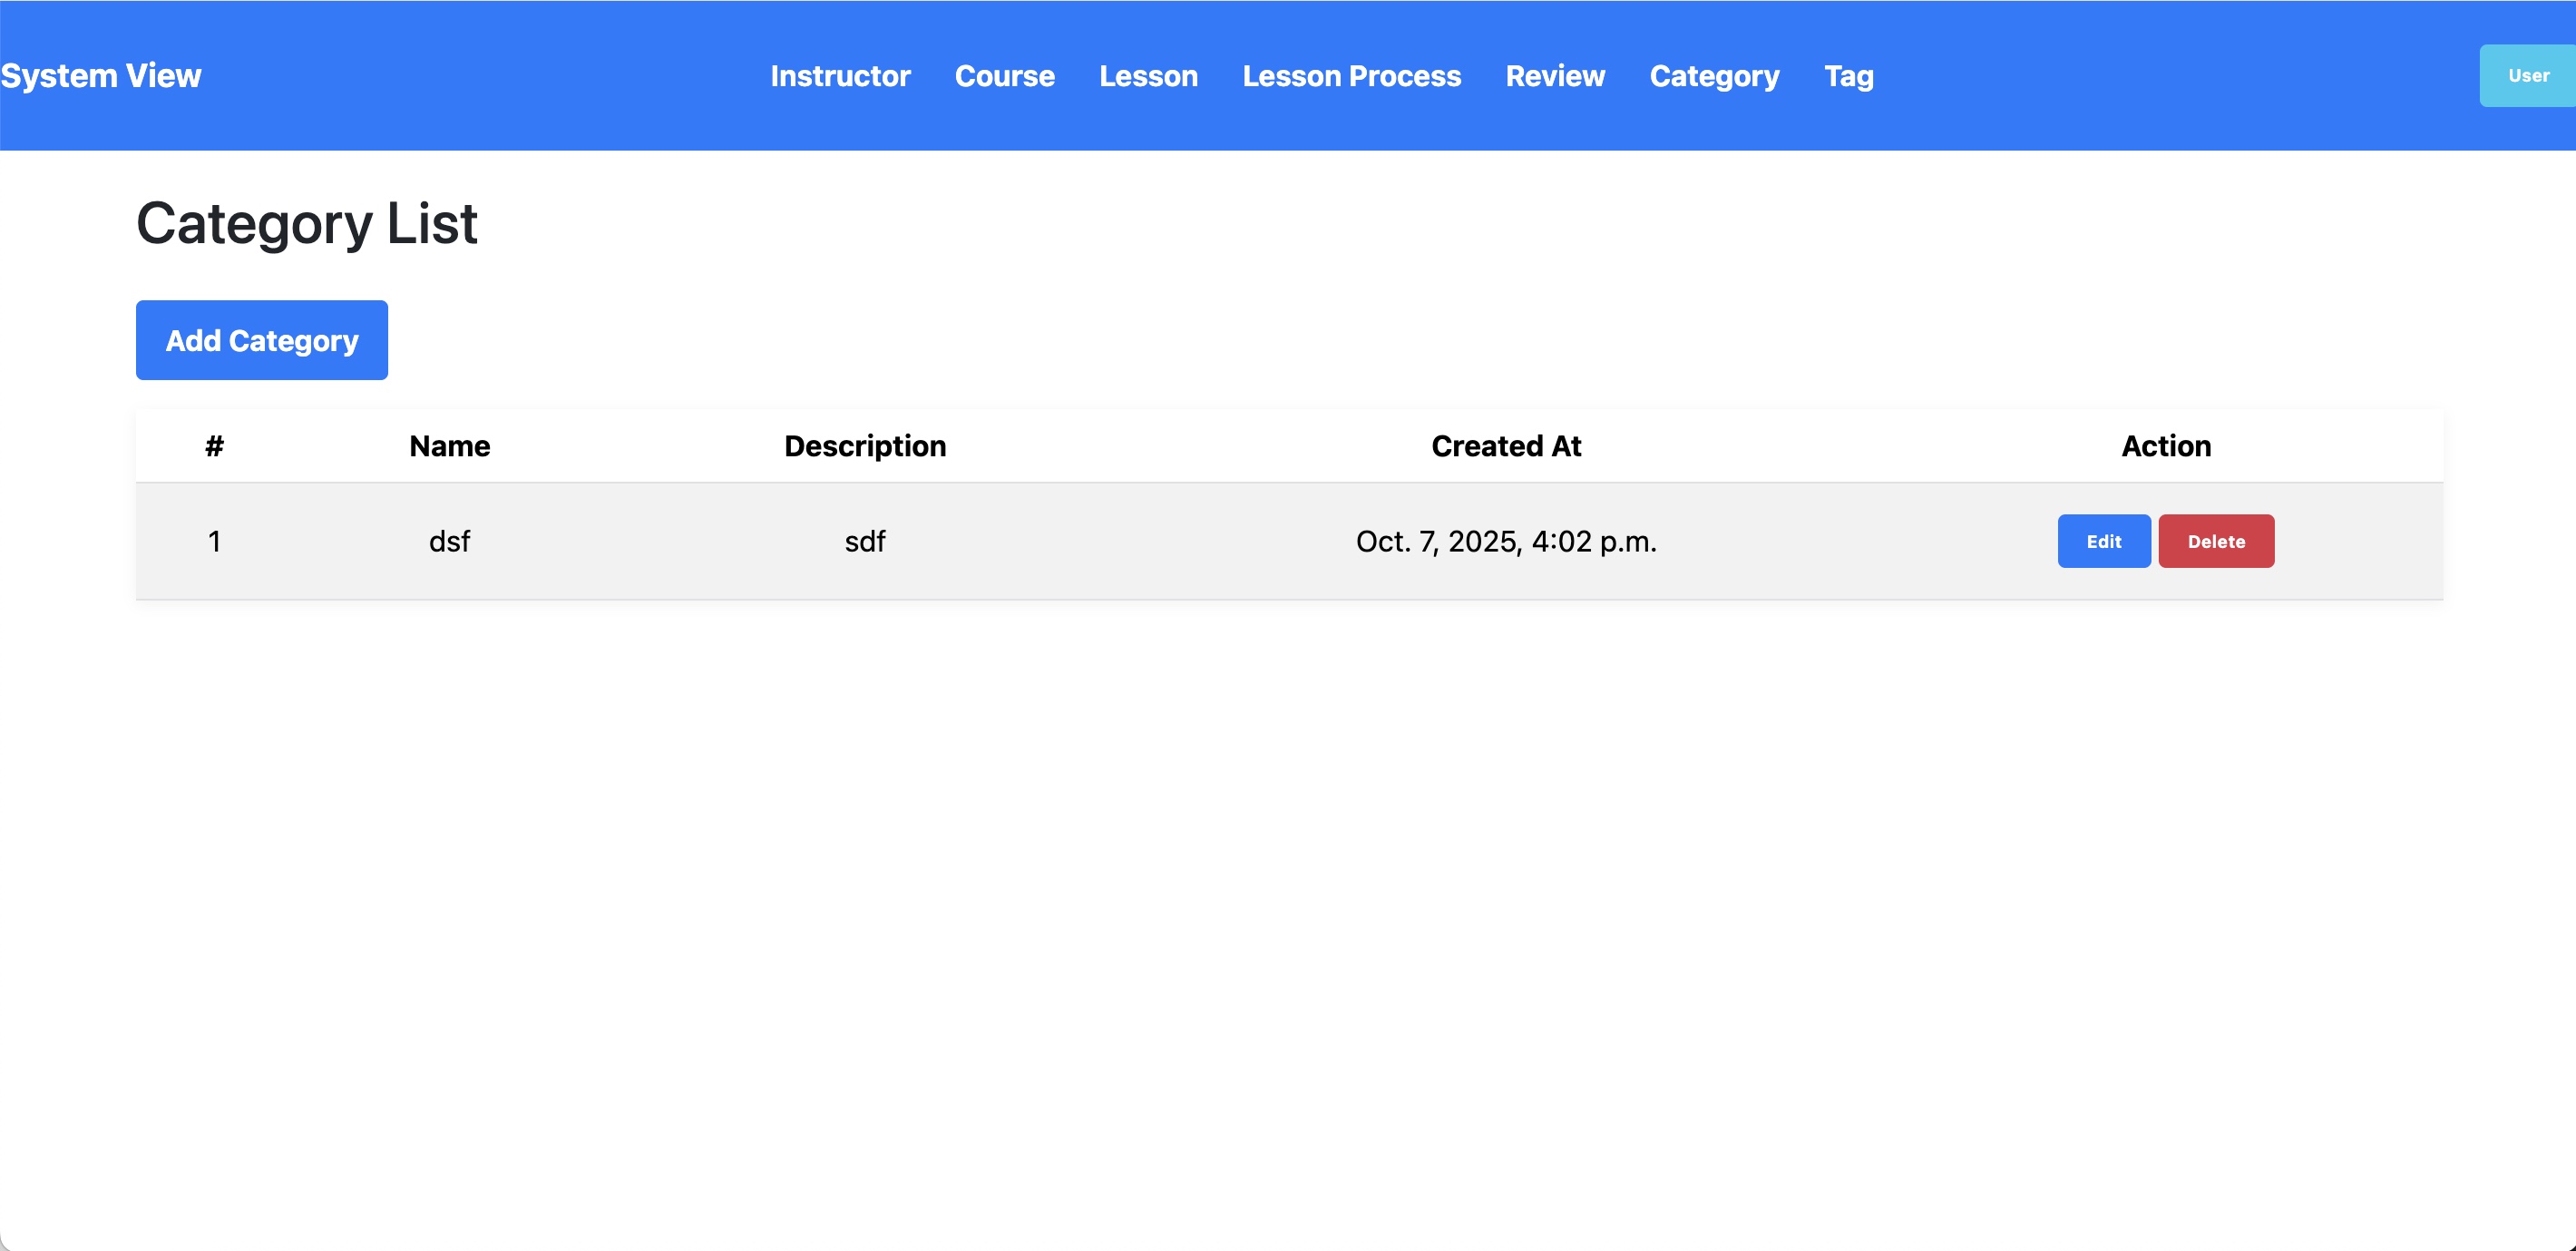 System View Instructor Course Lesson Lesson Process Review Category Tag User
Category List
Add Category
# Name Description Created At Action
1 dsf sdf Oct. 7, 2025, 4:02 p.m. Edit Delete